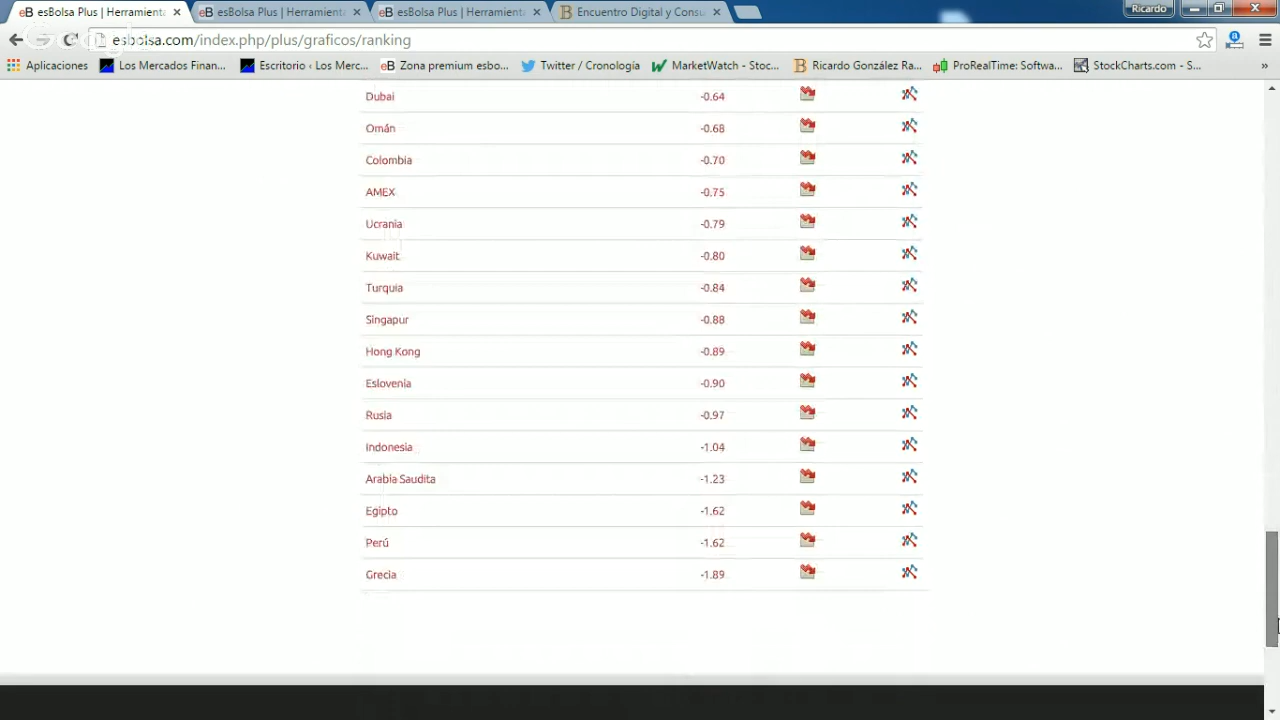 eB esBolsa Plus | Herramienta × eB esBolsa Plus | Herramienta × eB esBolsa Plus | Herramienta × B Encuentro Digital y Consu × Ricardo
esbolsa.com/index.php/plus/graficos/ranking
Aplicaciones Los Mercados Finan... Escritorio ‹ Los Merc... eB Zona premium esbo... Twitter / Cronología MarketWatch - Stoc... B Ricardo González Ra... ProRealTime: Softwa... StockCharts.com - S... »
Dubai -0.64
Omán -0.68
Colombia -0.70
AMEX -0.75
Ucrania -0.79
Kuwait -0.80
Turquia -0.84
Singapur -0.88
Hong Kong -0.89
Eslovenia -0.90
Rusia -0.97
Indonesia -1.04
Arabia Saudita -1.23
Egipto -1.62
Perú -1.62
Grecia -1.89